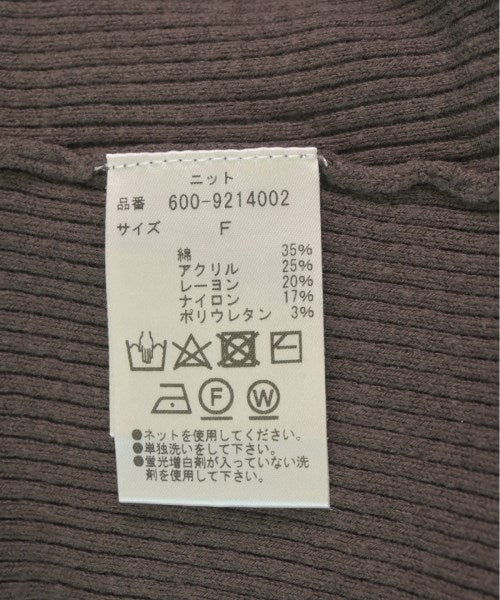 ニット
品番 600-9214002
サイズ F
綿 35%
アクリル 25%
レーヨン 20%
ナイロン 17%
ポリウレタン 3%
F W
●ネットを使用してください。
●単独洗いをして下さい。
●蛍光増白剤が入っていない洗
剤を使用して下さい。